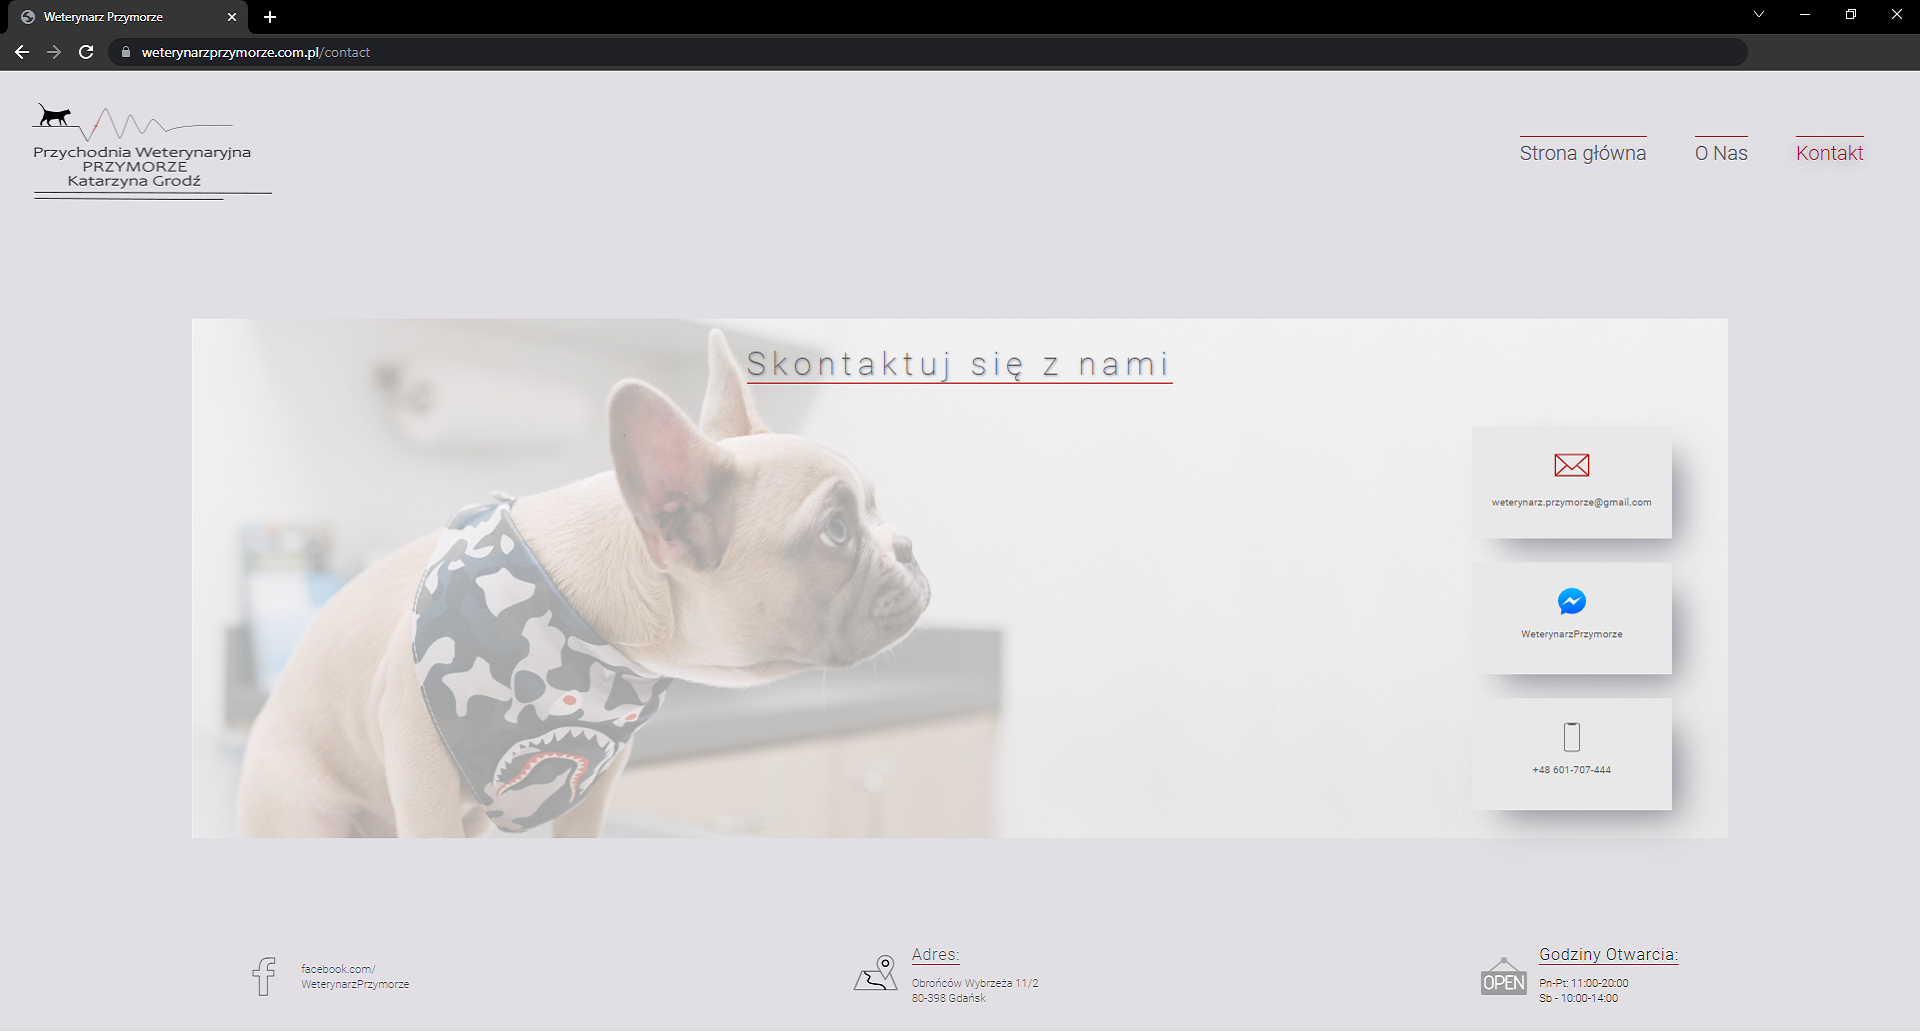 Weterynarz Przymorze
weterynarzprzymorze.com.pl/contact
Przychodnia Weterynaryjna
PRZYMORZE
Katarzyna Grodź
Strona główna
O Nas
Kontakt
Skontaktuj się z nami
weterynarz.przymorze@gmail.com
WeterynarzPrzymorze
+48 601-707-444
facebook.com/
WeterynarzPrzymorze
Adres:
Obrońców Wybrzeża 11/2
80-398 Gdańsk
OPEN
Godziny Otwarcia:
Pn-Pt: 11:00-20:00
Sb - 10:00-14:00